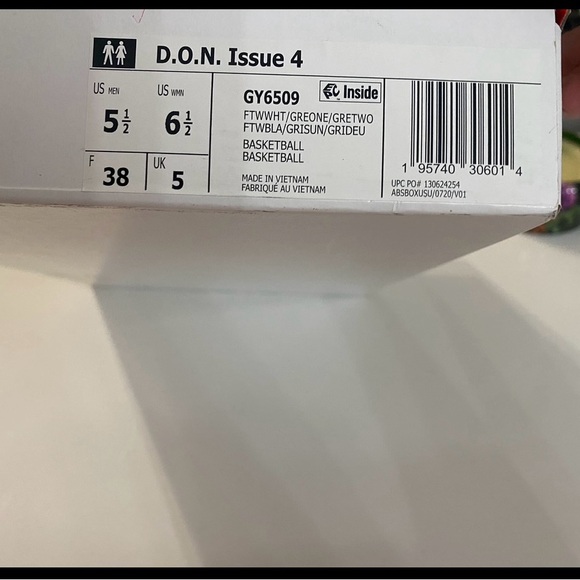 D.O.N. Issue 4
US MEN
5 1/2
US WMN
6 1/2
F
38
UK
5
GY6509
Inside
FTWWHT/GREONE/GRETWO
FTWBLA/GRISUN/GRIDEU
BASKETBALL
BASKETBALL
MADE IN VIETNAM
FABRIQUÉ AU VIETNAM
1 95740 30601 4
UPC PO# 130624254
ABSBOXUSU/0720/V01